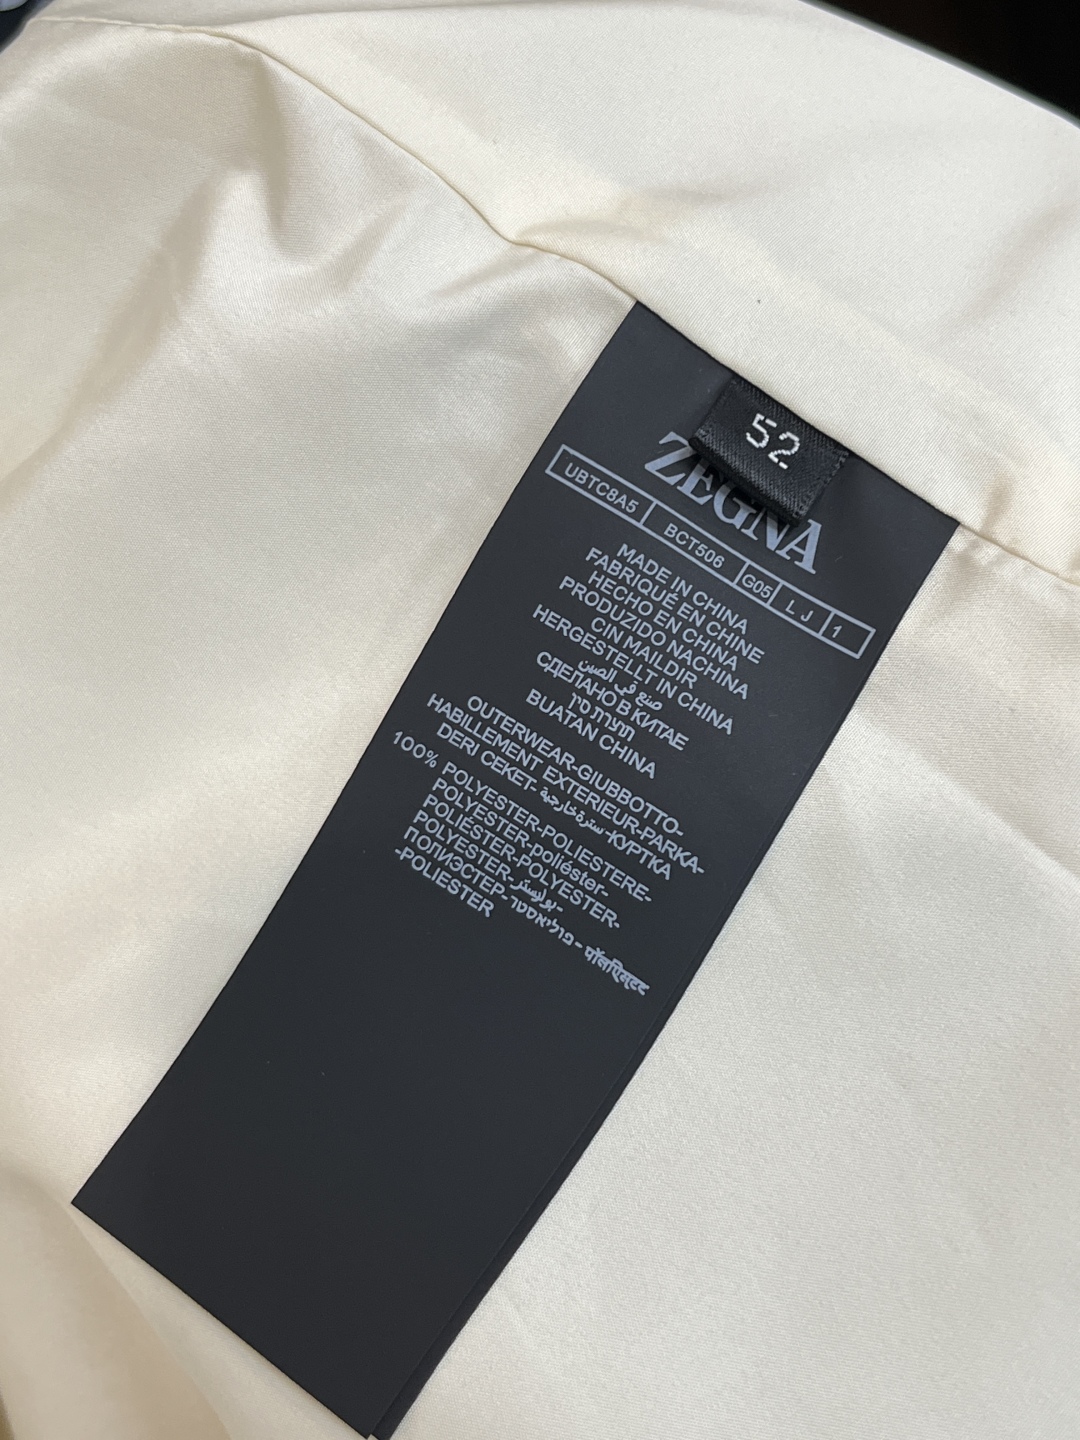 52
ZEGNA
UBTC8A5 BCT506 G05 L J 1
MADE IN CHINA
FABRIQUÉ EN CHINE
HECHO EN CHINA
PRODUZIDO NACHINA
CIN MAILDIR
HERGESTELLT IN CHINA
صنع في الصين
СДЕЛАНО В КИТАЕ
תוצרת סין
BUATAN CHINA
OUTERWEAR-GIUBBOTTO-
HABILLEMENT EXTERIEUR-PARKA-
DERI CEKET- سترة خارجية-КУРТКА
100% POLYESTER-POLIESTERE-
POLYESTER-poliéster-
POLIÉSTER-POLYESTER-
POLYESTER-بوليستر-
ПОЛИЭСТЕР-פוליאסטר - पॉलिएस्टर
-POLIESTER